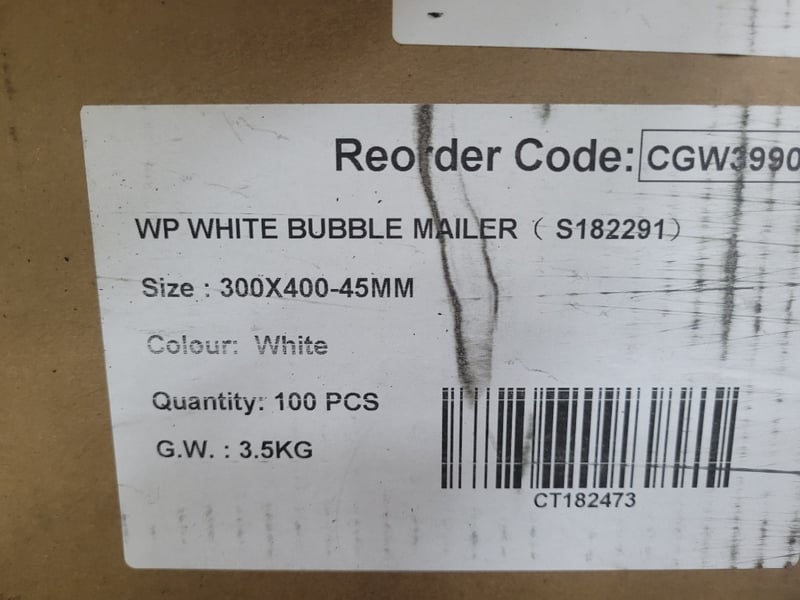 Reorder Code: CGW3990
WP WHITE BUBBLE MAILER ( S182291)
Size : 300X400-45MM
Colour: White
Quantity: 100 PCS
G.W. : 3.5KG
CT182473